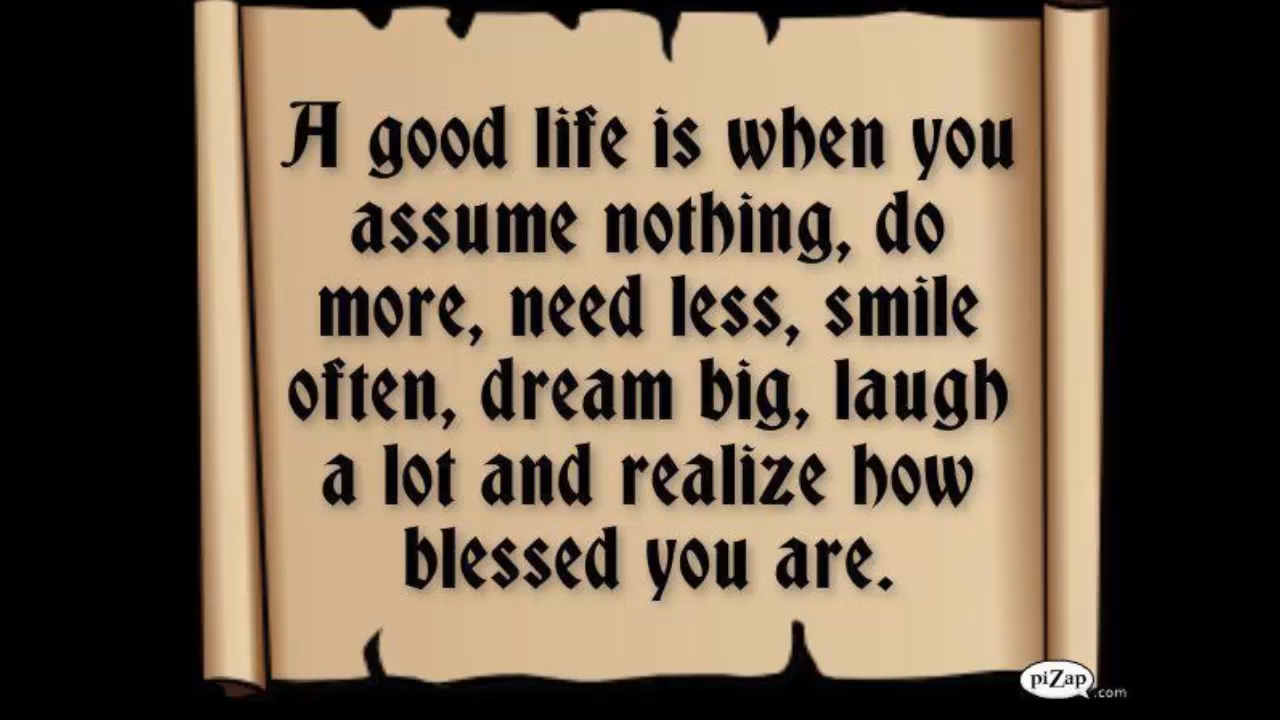 A good life is when you
assume nothing, do
more, need less, smile
often, dream big, laugh
a lot and realize how
blessed you are.
piZap.com